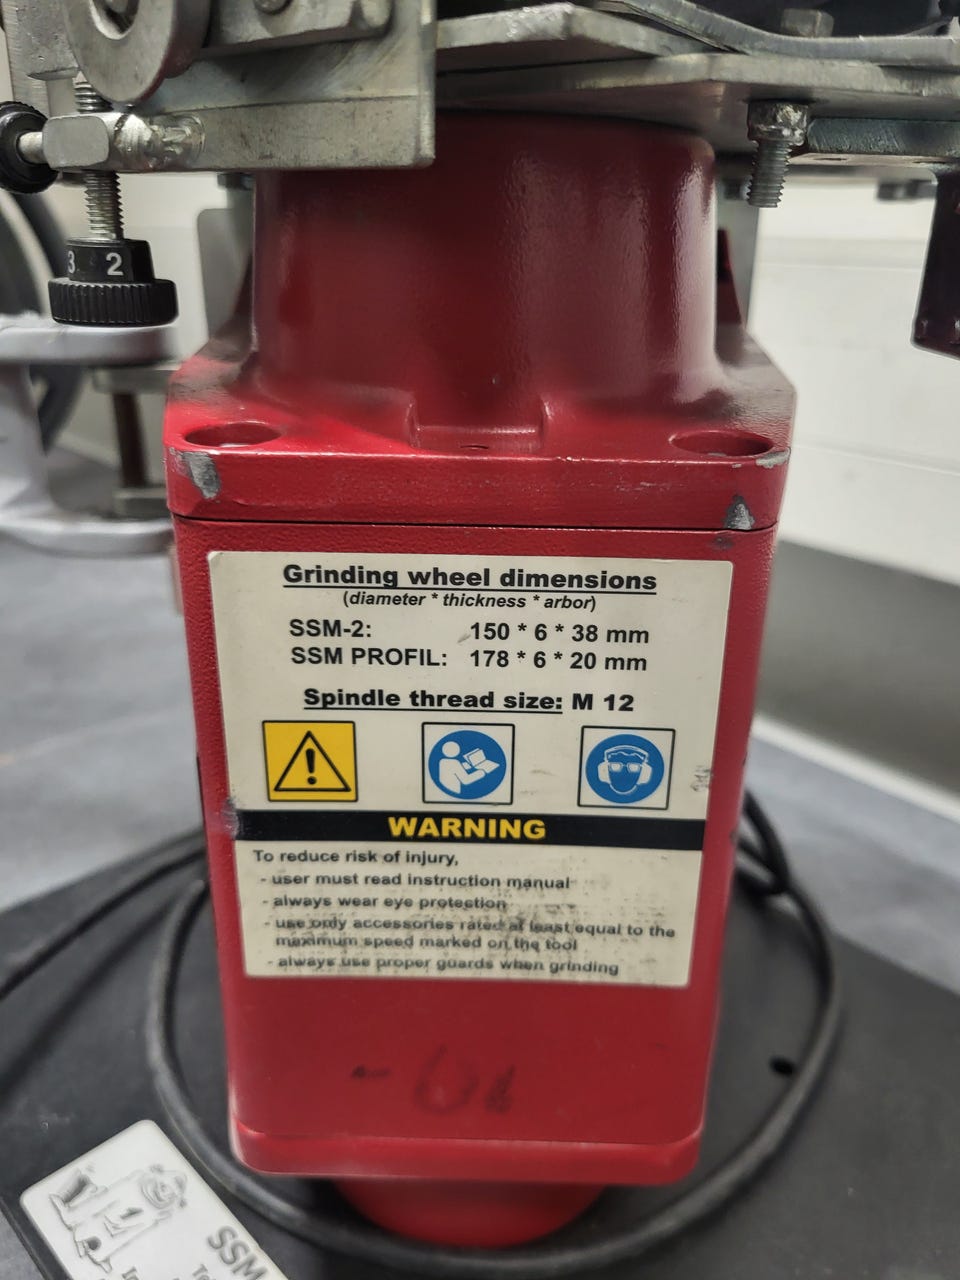 3 2
Grinding wheel dimensions
(diameter * thickness * arbor)
SSM-2: 150 * 6 * 38 mm
SSM PROFIL: 178 * 6 * 20 mm
Spindle thread size: M 12
WARNING
To reduce risk of injury,
- user must read instruction manual
- always wear eye protection
- use only accessories rated at least equal to the
maximum speed marked on the tool
- always use proper guards when grinding
SSM